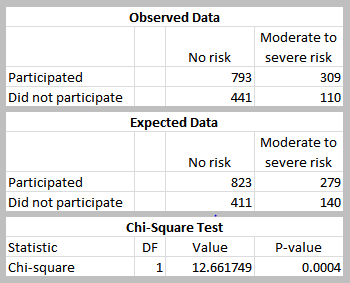 Observed Data
Moderate to
No risk severe risk
Participated 793 309
Did not participate 441 110
Expected Data
Moderate to
No risk severe risk
Participated 823 279
Did not participate 411 140
Chi-Square Test
Statistic DF Value P-value
Chi-square 1 12.661749 0.0004